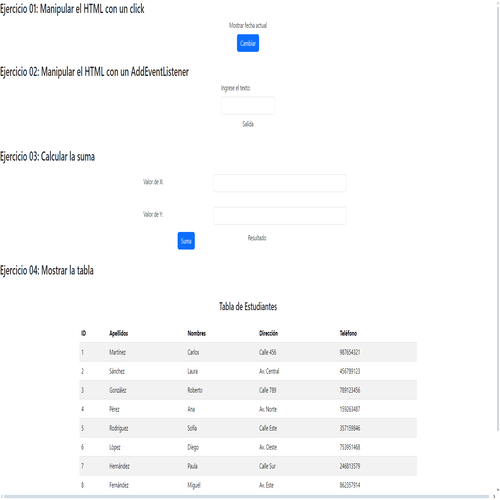 Ejercicio 01: Manipular el HTML con un click
Mostrar fecha actual
Cambiar
Ejercicio 02: Manipular el HTML con un AddEventListener
Ingrese el texto:
Salida
Ejercicio 03: Calcular la suma
Valor de X:
Valor de Y:
Suma Resultado:
Ejercicio 04: Mostrar la tabla
Tabla de Estudiantes
ID Apellidos Nombres Dirección Teléfono
1 Martínez Carlos Calle 456 987654321
2 Sánchez Laura Av. Central 456789123
3 González Roberto Calle 789 789123456
4 Pérez Ana Av. Norte 159263487
5 Rodríguez Sofía Calle Este 357159846
6 López Diego Av. Oeste 753951468
7 Hernández Paula Calle Sur 246813579
8 Fernández Miguel Av. Este 862357914